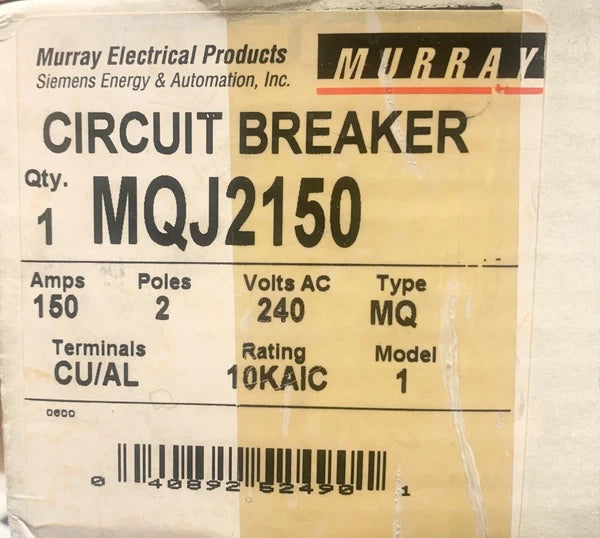 Murray Electrical Products
Siemens Energy & Automation, Inc.
MURRAY
CIRCUIT BREAKER
Qty.
1 MQJ2150
Amps Poles Volts AC Type
150 2 240 MQ
Terminals Rating Model
CU/AL 10KAIC 1
0600
0 40892 62490 1